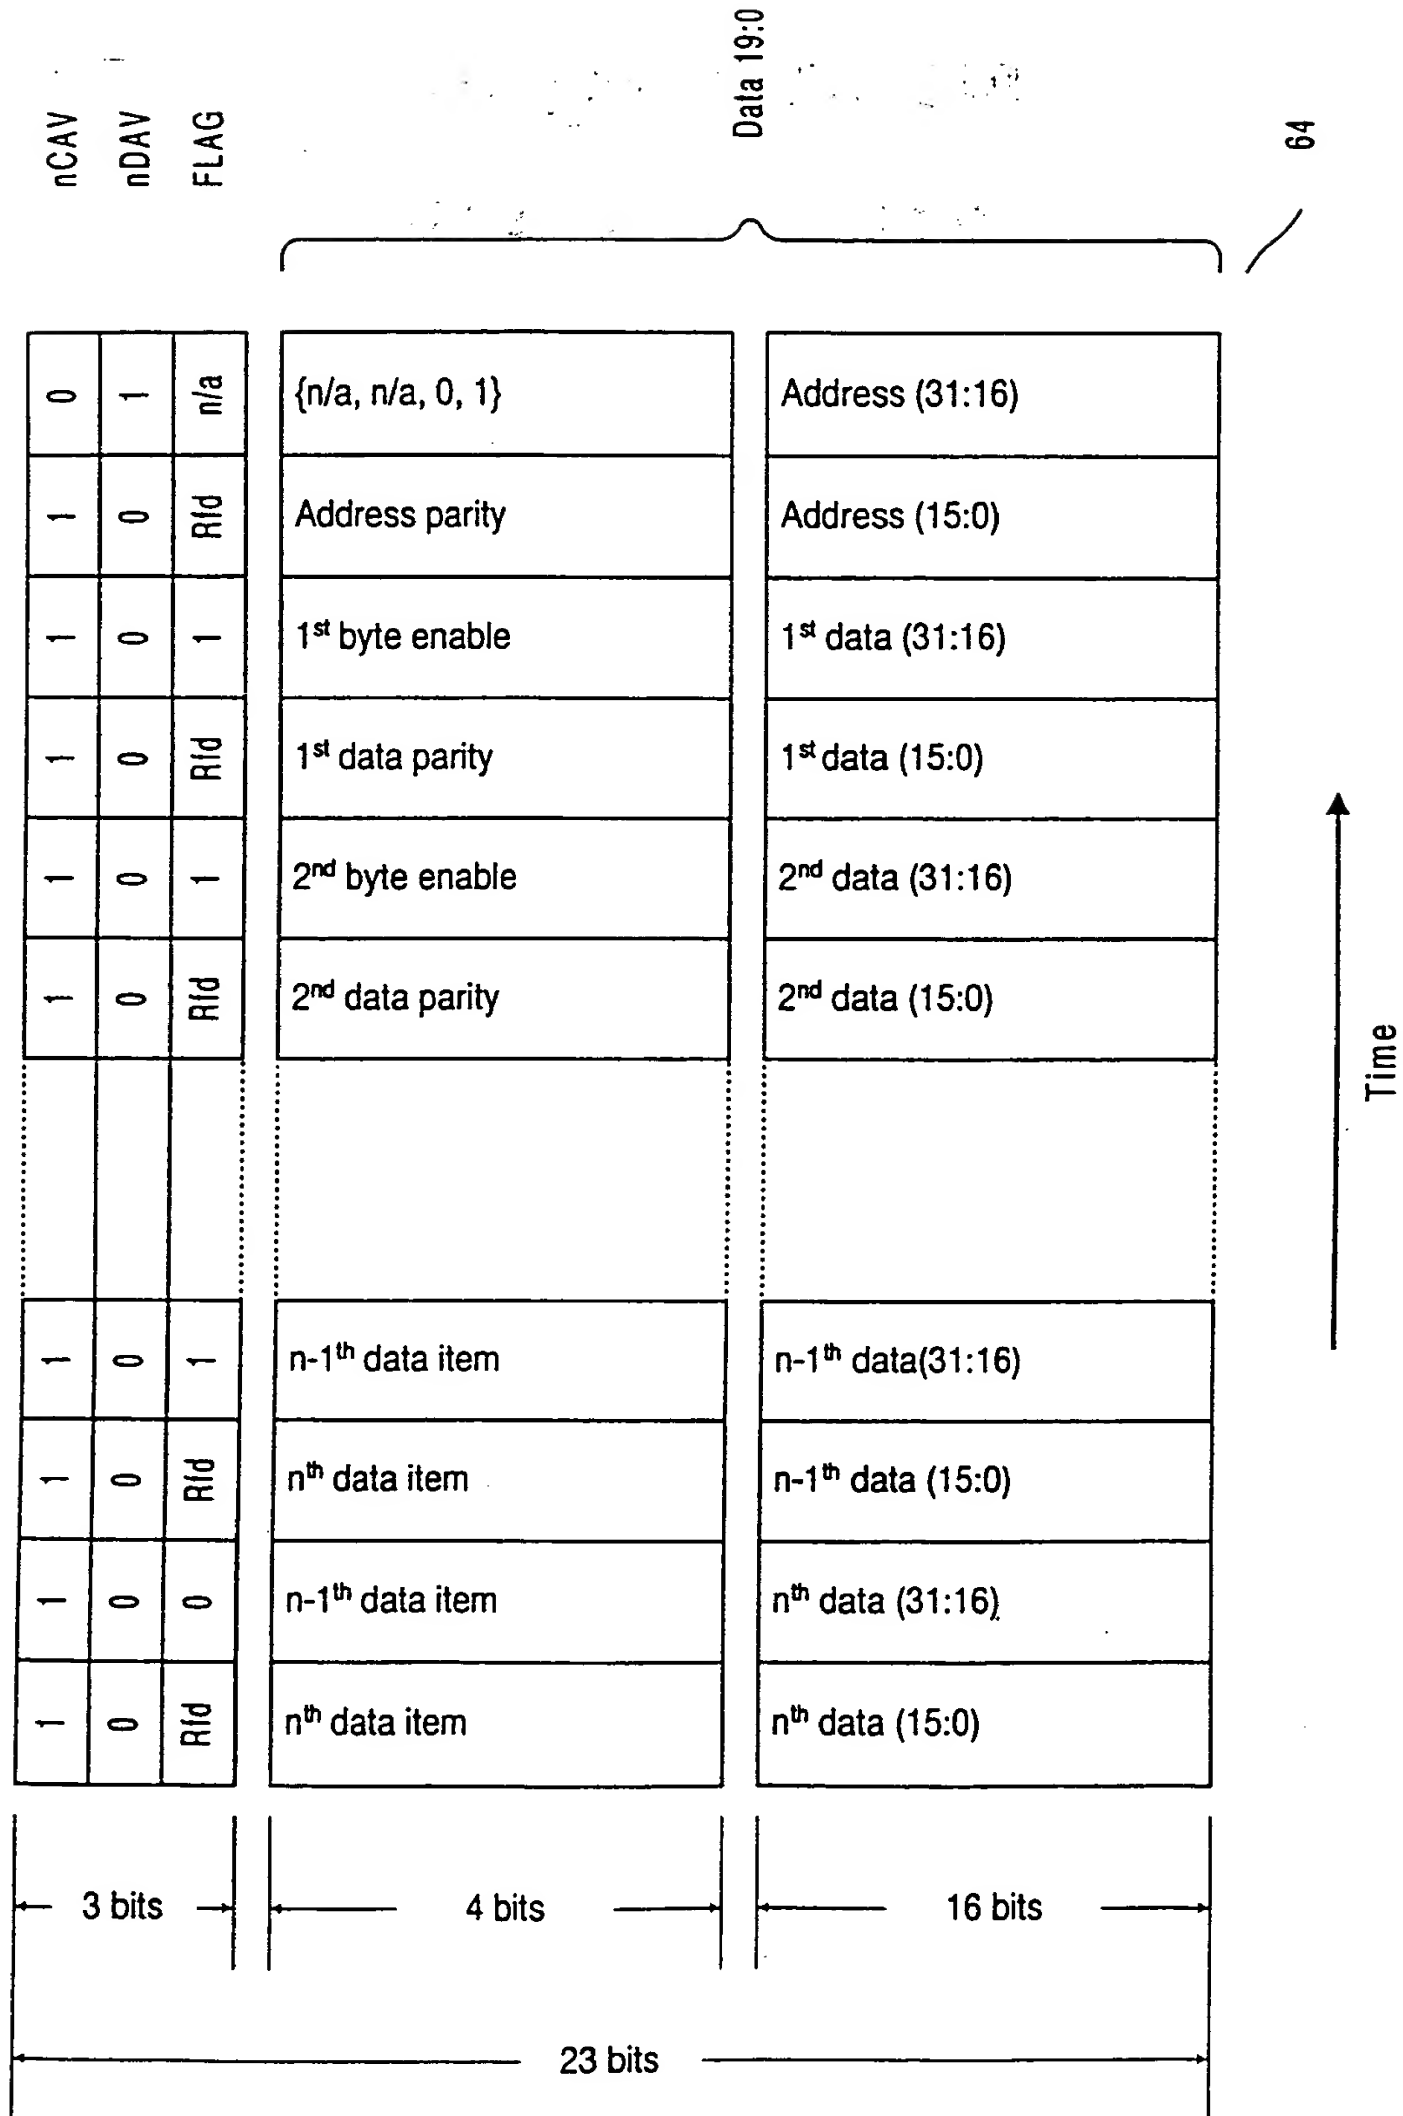 nCAV nDAV FLAG Data 19:0
64
0 1 n/a {n/a, n/a, 0, 1} Address (31:16)
1 0 Rfd Address parity Address (15:0)
1 0 1 1st byte enable 1st data (31:16)
1 0 Rfd 1st data parity 1st data (15:0)
1 0 1 2nd byte enable 2nd data (31:16)
1 0 Rfd 2nd data parity 2nd data (15:0)
Time
1 0 1 n-1th data item n-1th data(31:16)
1 0 Rfd nth data item n-1th data (15:0)
1 0 0 n-1th data item nth data (31:16)
1 0 Rfd nth data item nth data (15:0)
3 bits 4 bits 16 bits
23 bits